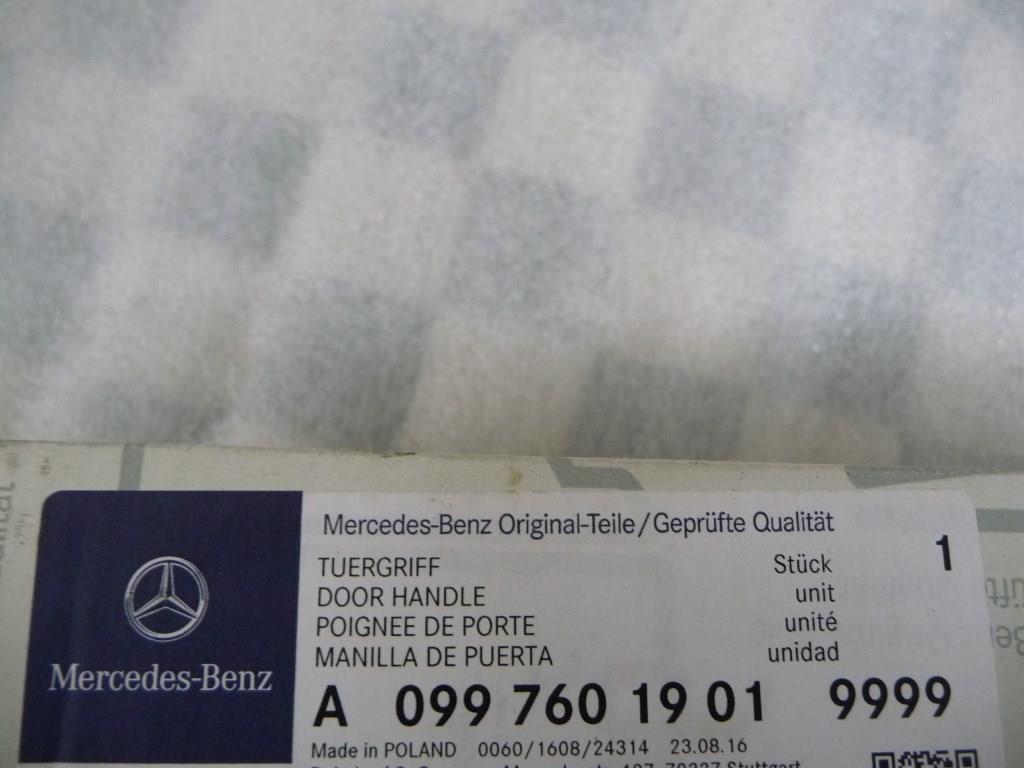 Mercedes-Benz Original-Teile/Geprüfte Qualität
TUERGRIFF Stück 1
DOOR HANDLE unit
POIGNEE DE PORTE unité
MANILLA DE PUERTA unidad
Mercedes-Benz
A 099 760 19 01 9999
Made in POLAND 0060/1608/24314 23.08.16